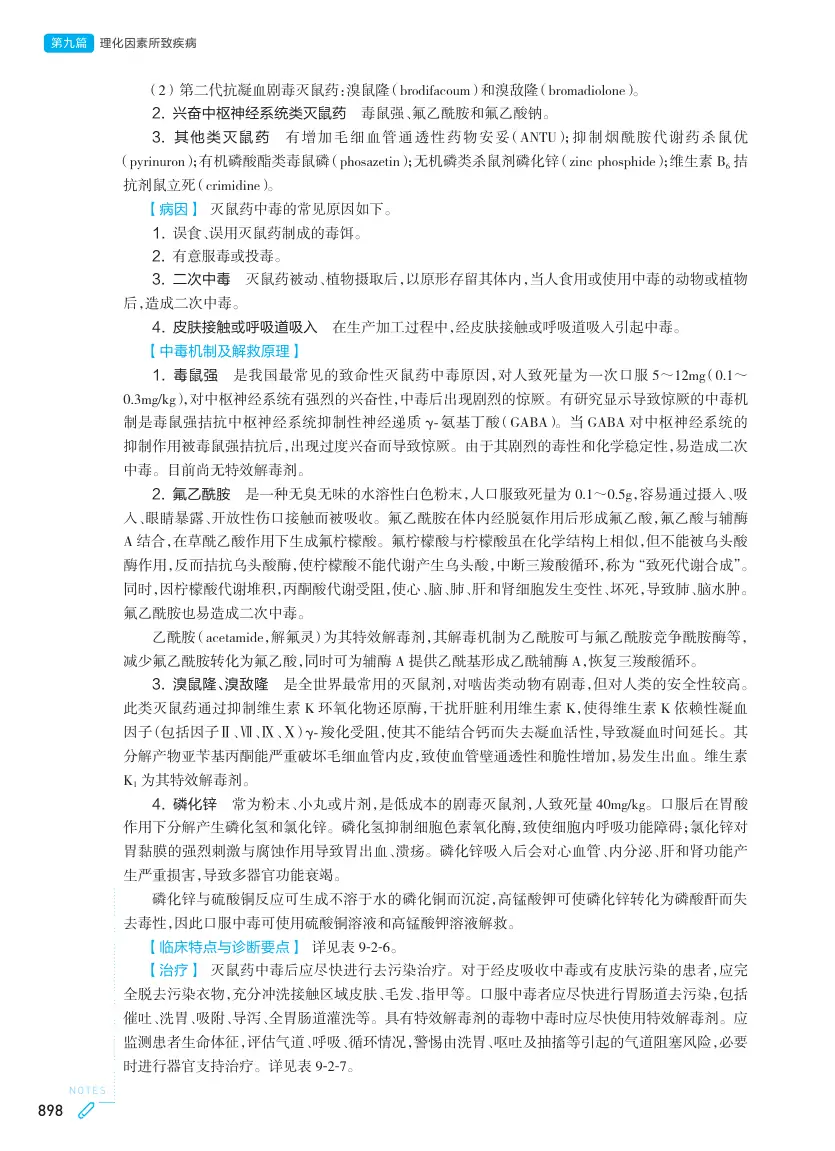 第九篇 理化因素所致疾病
（2）第二代抗凝血剧毒灭鼠药:溴鼠隆（brodifacoum）和溴敌隆（bromadiolone）。
2. 兴奋中枢神经系统类灭鼠药　毒鼠强、氟乙酰胺和氟乙酸钠。
3. 其他类灭鼠药　有增加毛细血管通透性药物安妥（ANTU）；抑制烟酰胺代谢药杀鼠优
（pyrinuron）；有机磷酸酯类毒鼠磷（phosazetin）；无机磷类杀鼠剂磷化锌（zinc phosphide）；维生素 B₆ 拮
抗剂鼠立死（crimidine）。
【病因】 灭鼠药中毒的常见原因如下。
1. 误食、误用灭鼠药制成的毒饵。
2. 有意服毒或投毒。
3. 二次中毒　灭鼠药被动、植物摄取后，以原形存留其体内，当人食用或使用中毒的动物或植物
后，造成二次中毒。
4. 皮肤接触或呼吸道吸入　在生产加工过程中，经皮肤接触或呼吸道吸入引起中毒。
【中毒机制及解救原理】
1. 毒鼠强　是我国最常见的致命性灭鼠药中毒原因，对人致死量为一次口服 5～12mg（0.1～
0.3mg/kg），对中枢神经系统有强烈的兴奋性，中毒后出现剧烈的惊厥。有研究显示导致惊厥的中毒机
制是毒鼠强拮抗中枢神经系统抑制性神经递质 γ-氨基丁酸（GABA）。当 GABA 对中枢神经系统的
抑制作用被毒鼠强拮抗后，出现过度兴奋而导致惊厥。由于其剧烈的毒性和化学稳定性，易造成二次
中毒。目前尚无特效解毒剂。
2. 氟乙酰胺　是一种无臭无味的水溶性白色粉末，人口服致死量为 0.1～0.5g，容易通过摄入、吸
入、眼睛暴露、开放性伤口接触而被吸收。氟乙酰胺在体内经脱氨作用后形成氟乙酸，氟乙酸与辅酶
A 结合，在草酰乙酸作用下生成氟柠檬酸。氟柠檬酸与柠檬酸虽在化学结构上相似，但不能被乌头酸
酶作用，反而拮抗乌头酸酶，使柠檬酸不能代谢产生乌头酸，中断三羧酸循环，称为 “致死代谢合成”。
同时，因柠檬酸代谢堆积，丙酮酸代谢受阻，使心、脑、肺、肝和肾细胞发生变性、坏死，导致肺、脑水肿。
氟乙酰胺也易造成二次中毒。
乙酰胺（acetamide，解氟灵）为其特效解毒剂，其解毒机制为乙酰胺可与氟乙酰胺竞争酰胺酶等，
减少氟乙酰胺转化为氟乙酸，同时可为辅酶 A 提供乙酰基形成乙酰辅酶 A，恢复三羧酸循环。
3. 溴鼠隆、溴敌隆　是全世界最常用的灭鼠剂，对啮齿类动物有剧毒，但对人类的安全性较高。
此类灭鼠药通过抑制维生素 K 环氧化物还原酶，干扰肝脏利用维生素 K，使得维生素 K 依赖性凝血
因子（包括因子Ⅱ、Ⅶ、Ⅸ、Ⅹ）γ-羧化受阻，使其不能结合钙而失去凝血活性，导致凝血时间延长。其
分解产物亚苄基丙酮能严重破坏毛细血管内皮，致使血管壁通透性和脆性增加，易发生出血。维生素
K₁ 为其特效解毒剂。
4. 磷化锌　常为粉末、小丸或片剂，是低成本的剧毒灭鼠剂，人致死量 40mg/kg。口服后在胃酸
作用下分解产生磷化氢和氯化锌。磷化氢抑制细胞色素氧化酶，致使细胞内呼吸功能障碍；氯化锌对
胃黏膜的强烈刺激与腐蚀作用导致胃出血、溃疡。磷化锌吸入后会对心血管、内分泌、肝和肾功能产
生严重损害，导致多器官功能衰竭。
磷化锌与硫酸铜反应可生成不溶于水的磷化铜而沉淀，高锰酸钾可使磷化锌转化为磷酸酐而失
去毒性，因此口服中毒可使用硫酸铜溶液和高锰酸钾溶液解救。
【临床特点与诊断要点】 详见表 9-2-6。
【治疗】 灭鼠药中毒后应尽快进行去污染治疗。对于经皮吸收中毒或有皮肤污染的患者，应完
全脱去污染衣物，充分冲洗接触区域皮肤、毛发、指甲等。口服中毒者应尽快进行胃肠道去污染，包括
催吐、洗胃、吸附、导泻、全胃肠道灌洗等。具有特效解毒剂的毒物中毒时应尽快使用特效解毒剂。应
监测患者生命体征，评估气道、呼吸、循环情况，警惕由洗胃、呕吐及抽搐等引起的气道阻塞风险，必要
时进行器官支持治疗。详见表 9-2-7。
NOTES
898